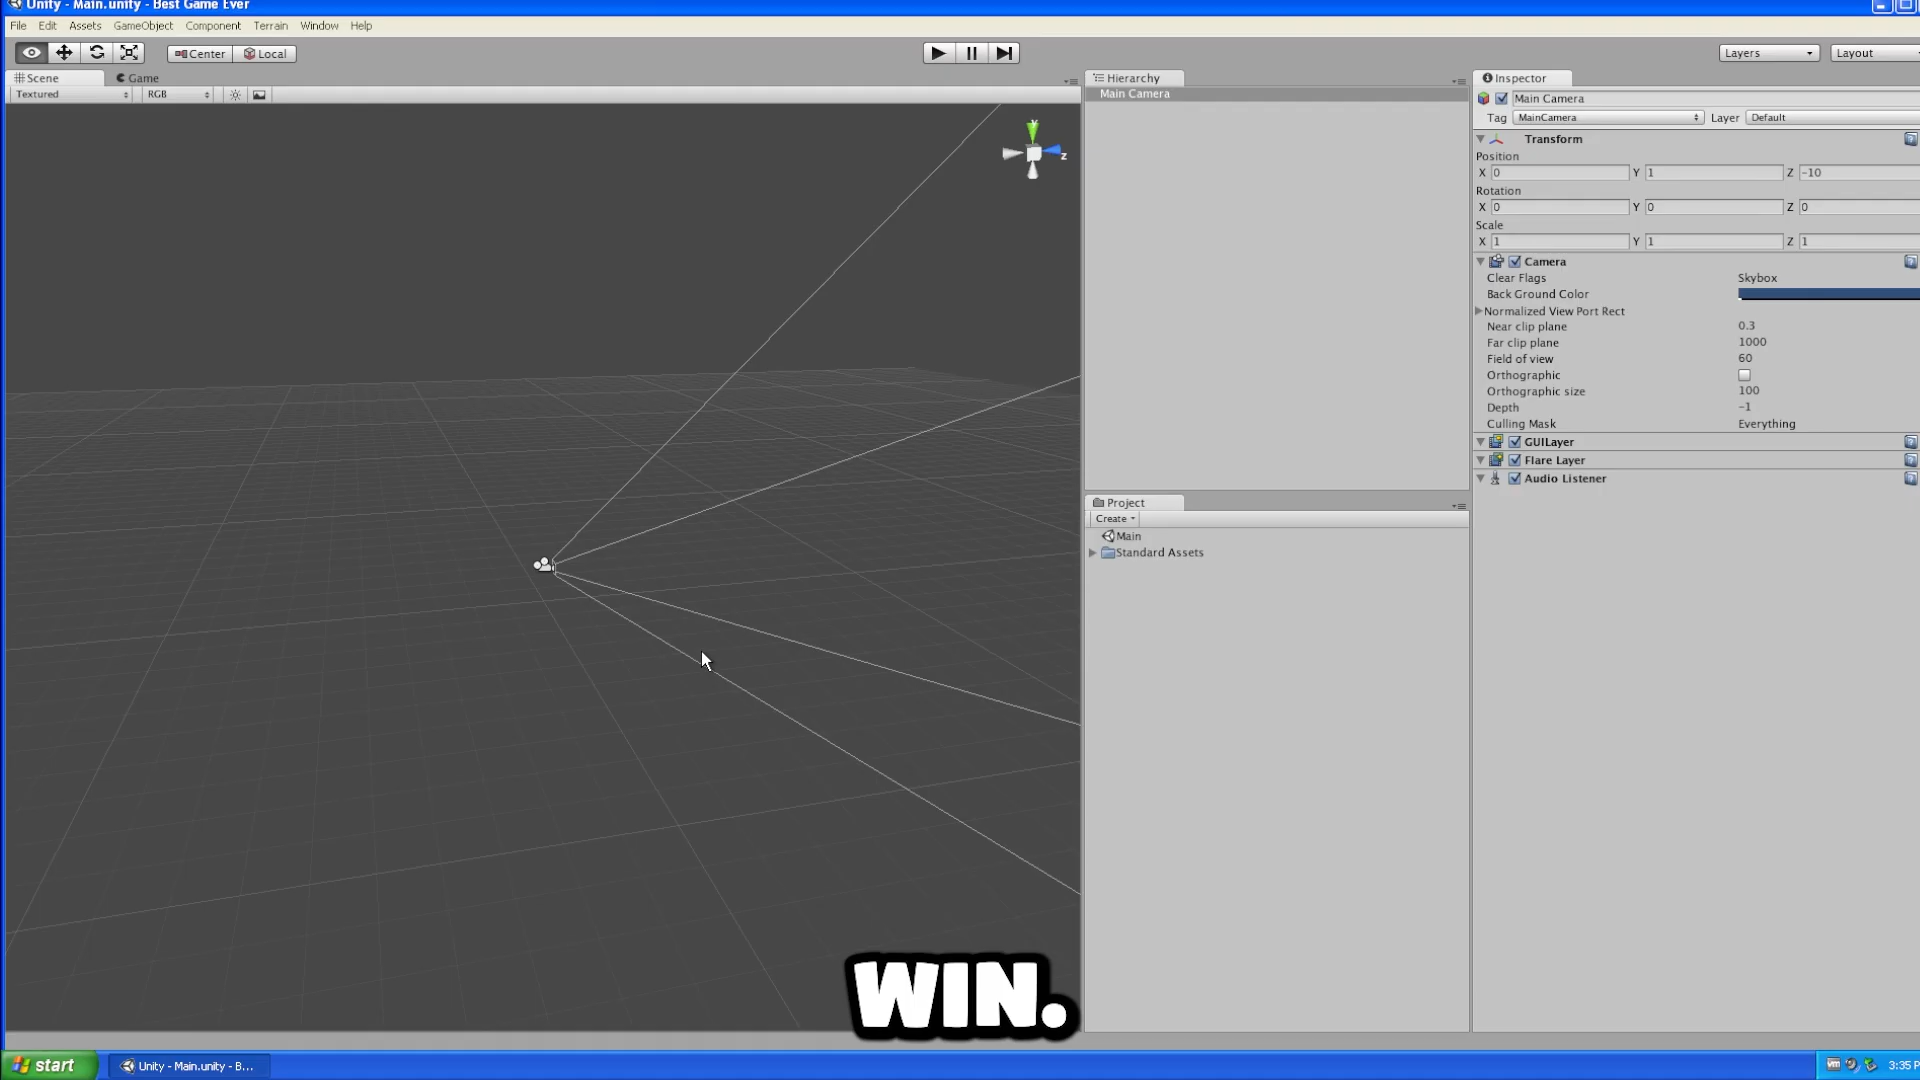 Unity - Main.unity - Best Game Ever
File Edit Assets GameObject Component Terrain Window Help
Center Local
Layers Layout
Scene Game
Textured RGB
y
z
Hierarchy
Main Camera
Project
Create
Main
Standard Assets
Inspector
Main Camera
Tag MainCamera Layer Default
Transform
Position
X 0 Y 1 Z -10
Rotation
X 0 Y 0 Z 0
Scale
X 1 Y 1 Z 1
Camera
Clear Flags Skybox
Back Ground Color
Normalized View Port Rect
Near clip plane 0.3
Far clip plane 1000
Field of view 60
Orthographic
Orthographic size 100
Depth -1
Culling Mask Everything
GUILayer
Flare Layer
Audio Listener
WIN.
start Unity - Main.unity - B... vm 3:35 P